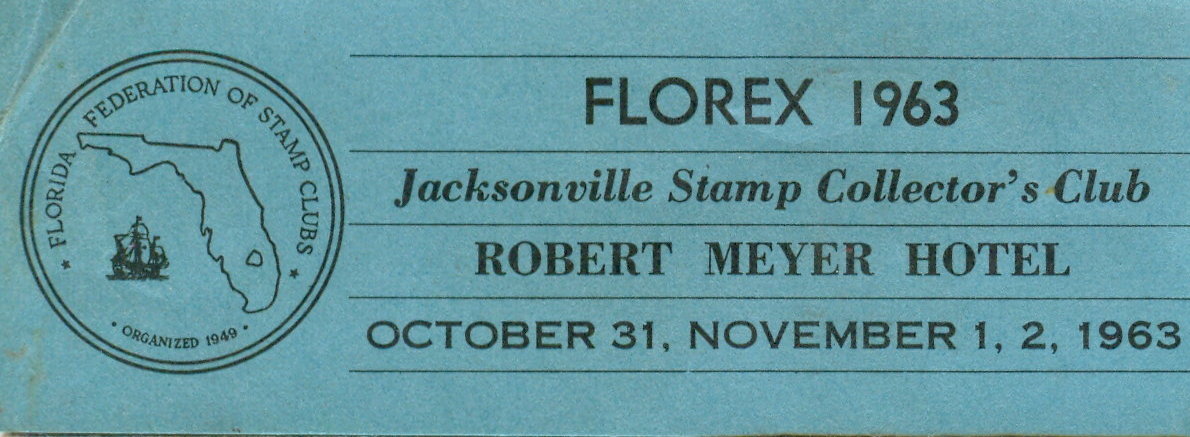 FLORIDA FEDERATION OF STAMP CLUBS
• ORGANIZED 1949 •
FLOREX 1963
Jacksonville Stamp Collector's Club
ROBERT MEYER HOTEL
OCTOBER 31, NOVEMBER 1, 2, 1963